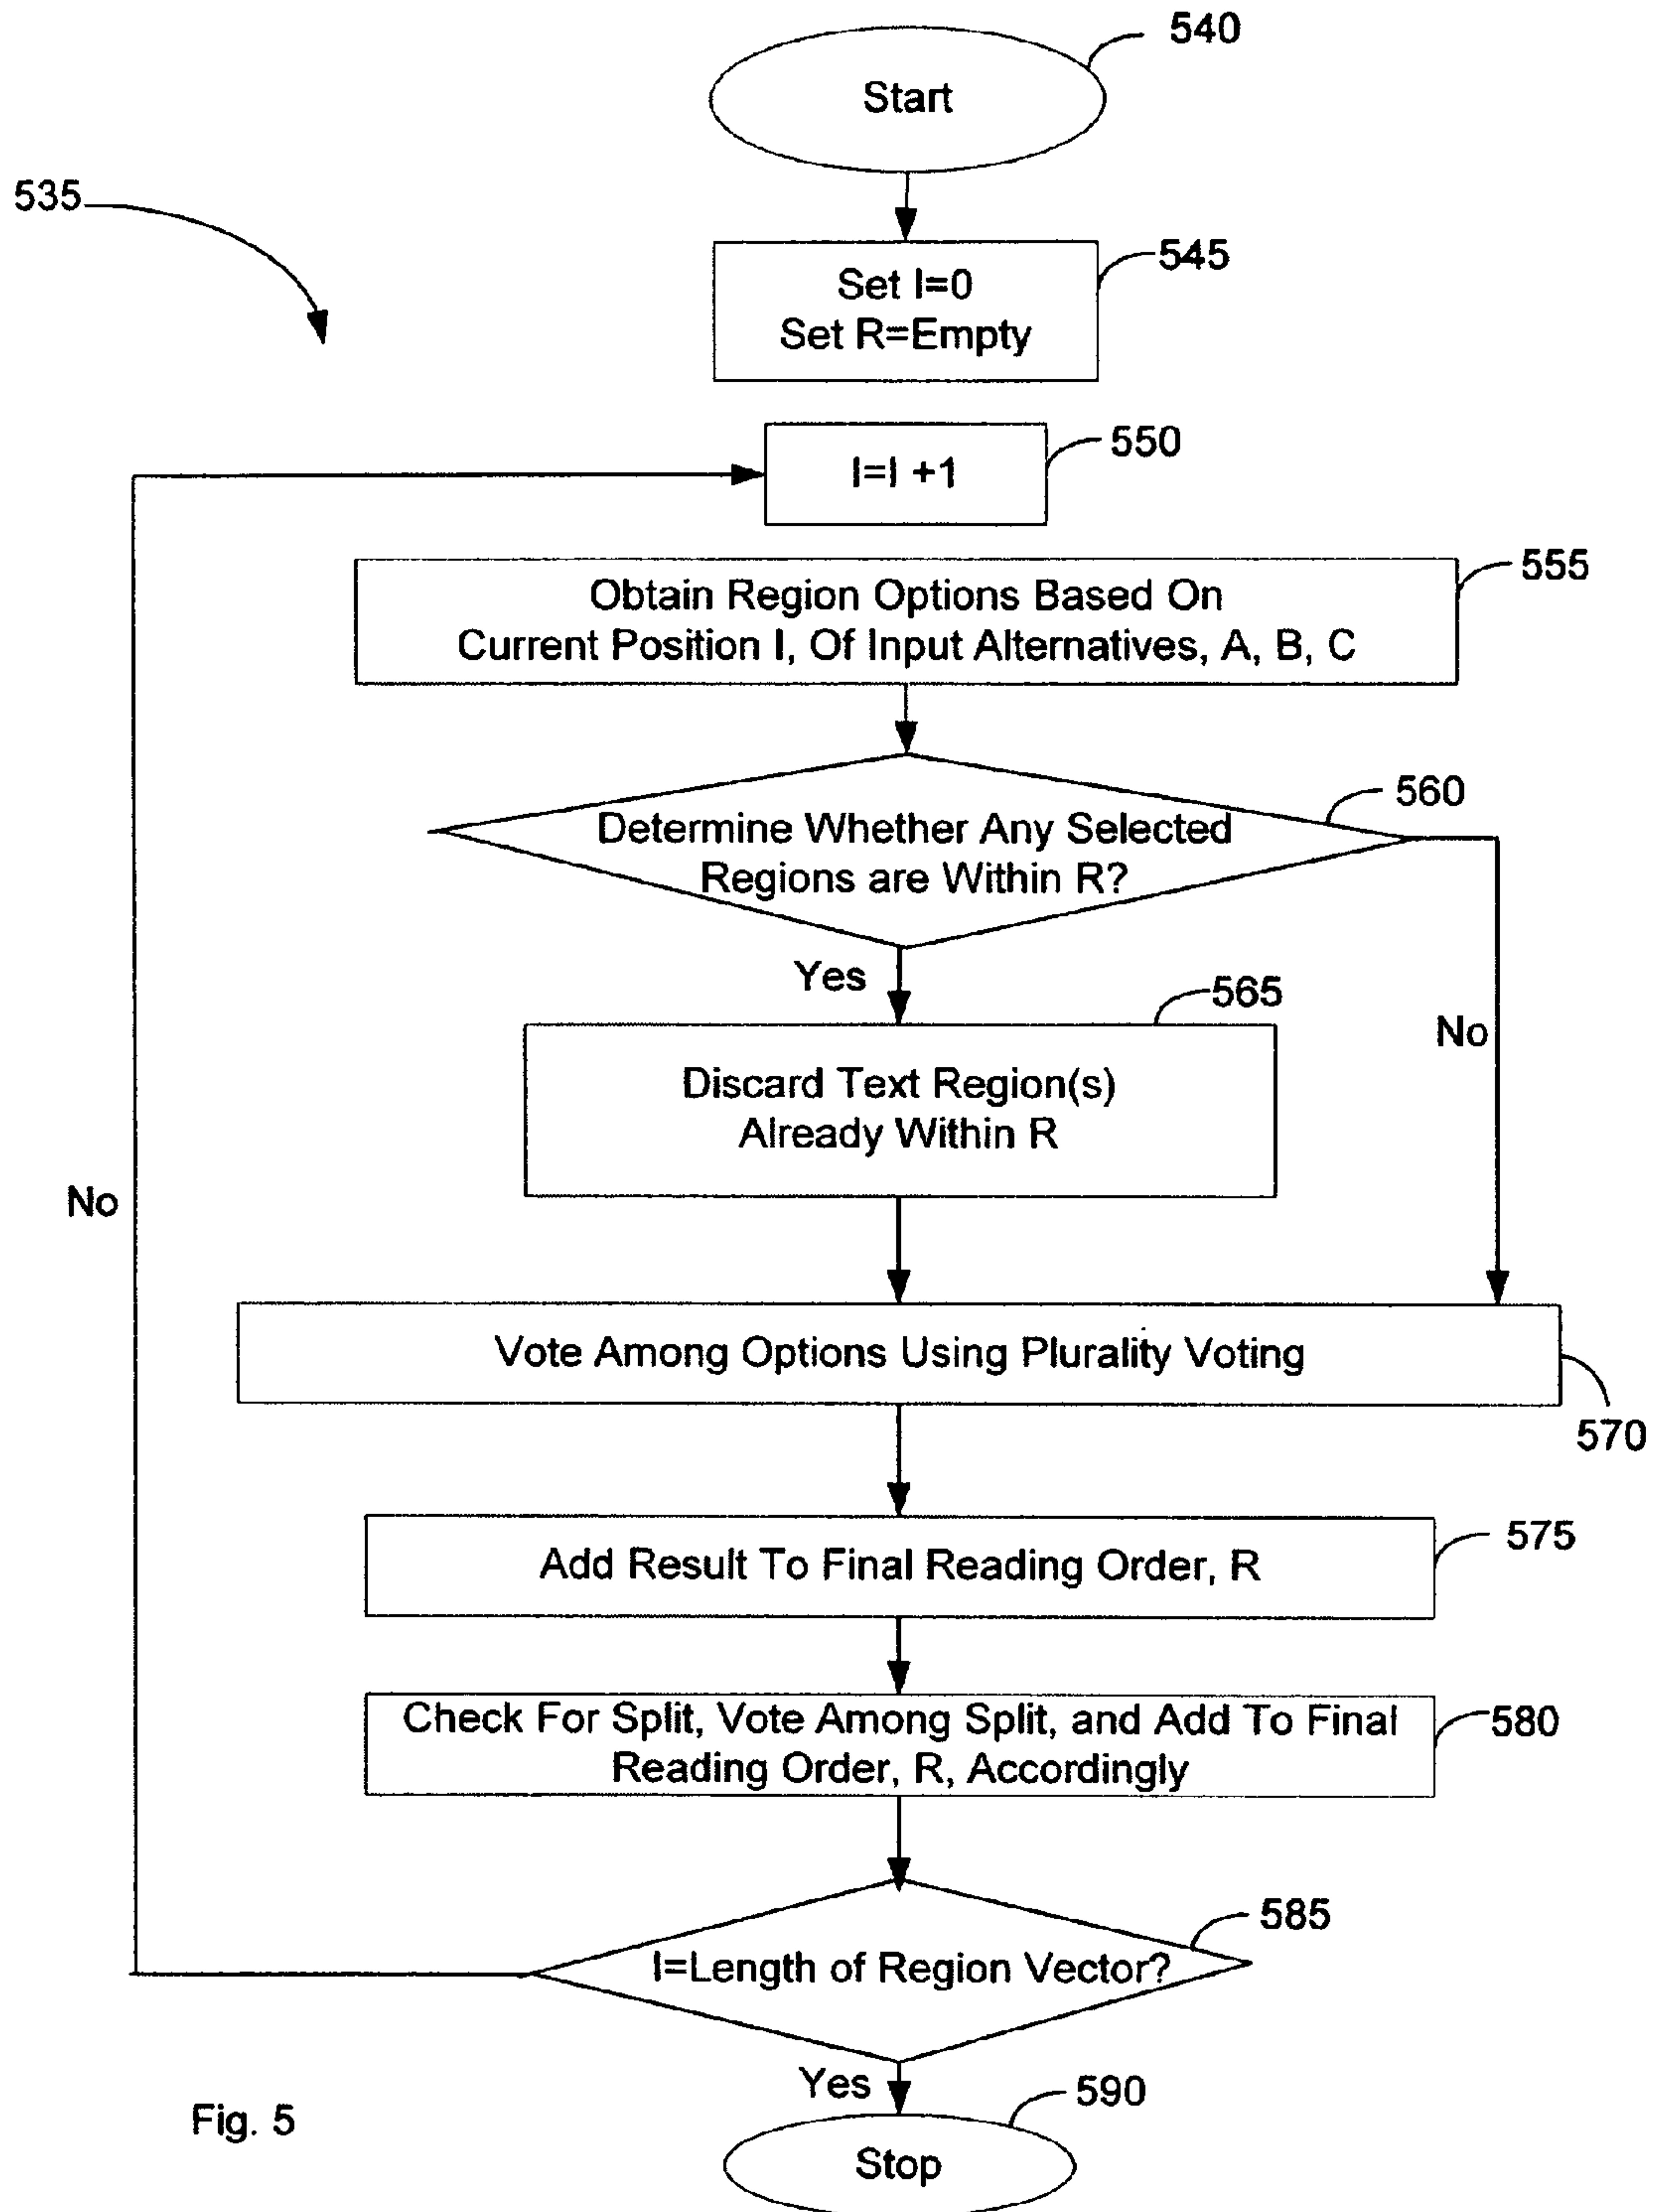 540
Start
535
545
Set I=0
Set R=Empty
550
I=I +1
555
Obtain Region Options Based On
Current Position I, Of Input Alternatives, A, B, C
560
Determine Whether Any Selected
Regions are Within R?
Yes
565
No
Discard Text Region(s)
Already Within R
No
Vote Among Options Using Plurality Voting
570
575
Add Result To Final Reading Order, R
Check For Split, Vote Among Split, and Add To Final
Reading Order, R, Accordingly
580
585
I=Length of Region Vector?
Yes
590
Fig. 5
Stop